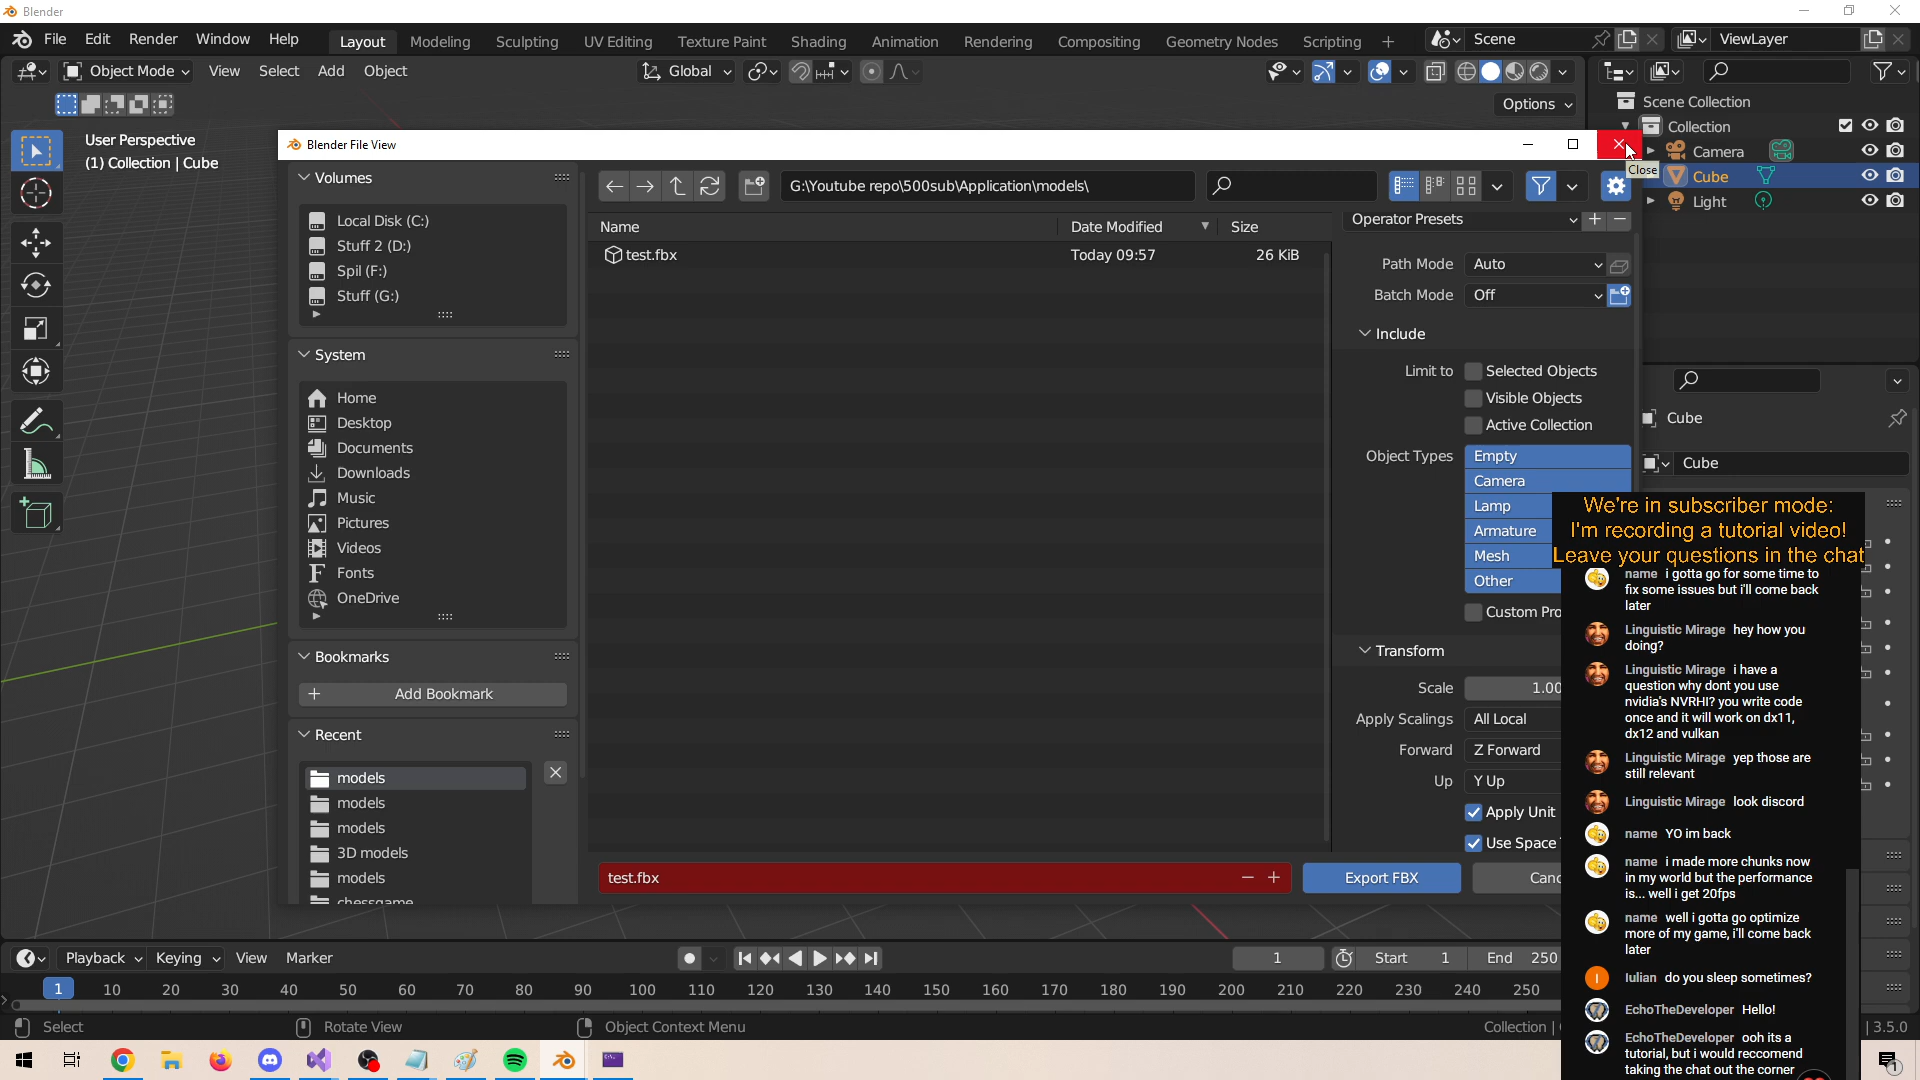 Blender
File Edit Render Window Help Layout Modeling Sculpting UV Editing Texture Paint Shading Animation Rendering Compositing Geometry Nodes Scripting + Scene ViewLayer
Object Mode View Select Add Object Global
Options
User Perspective
(1) Collection | Cube
Scene Collection
Collection
Camera
Cube
Light
Blender File View
Close
Volumes
Local Disk (C:)
Stuff 2 (D:)
Spil (F:)
Stuff (G:)
System
Home
Desktop
Documents
Downloads
Music
Pictures
Videos
Fonts
OneDrive
Bookmarks
+ Add Bookmark
Recent
models
models
models
3D models
models
chessgame
G:\Youtube repo\500sub\Application\models\
Name Date Modified Size
test.fbx Today 09:57 26 KiB
Operator Presets
Path Mode Auto
Batch Mode Off
Include
Limit to Selected Objects
Visible Objects
Active Collection
Object Types Empty
Camera
Lamp
Armature
Mesh
Other
Custom Pro
Transform
Scale 1.00
Apply Scalings All Local
Forward Z Forward
Up Y Up
Apply Unit
Use Space
test.fbx Export FBX Canc
Cube
Cube
We're in subscriber mode:
I'm recording a tutorial video!
Leave your questions in the chat
name i gotta go for some time to
fix some issues but i'll come back
later
Linguistic Mirage hey how you
doing?
Linguistic Mirage i have a
question why dont you use
nvidia's NVRHI? you write code
once and it will work on dx11,
dx12 and vulkan
Linguistic Mirage yep those are
still relevant
Linguistic Mirage look discord
name YO im back
name i made more chunks now
in my world but the performance
is... well i get 20fps
name well i gotta go optimize
more of my game, i'll come back
later
Iulian do you sleep sometimes?
EchoTheDeveloper Hello!
EchoTheDeveloper ooh its a
tutorial, but i would reccomend
taking the chat out the corner
Playback Keying View Marker 1 Start 1 End 250
1 10 20 30 40 50 60 70 80 90 100 110 120 130 140 150 160 170 180 190 200 210 220 230 240 250
Select Rotate View Object Context Menu Collection | 3.5.0
1